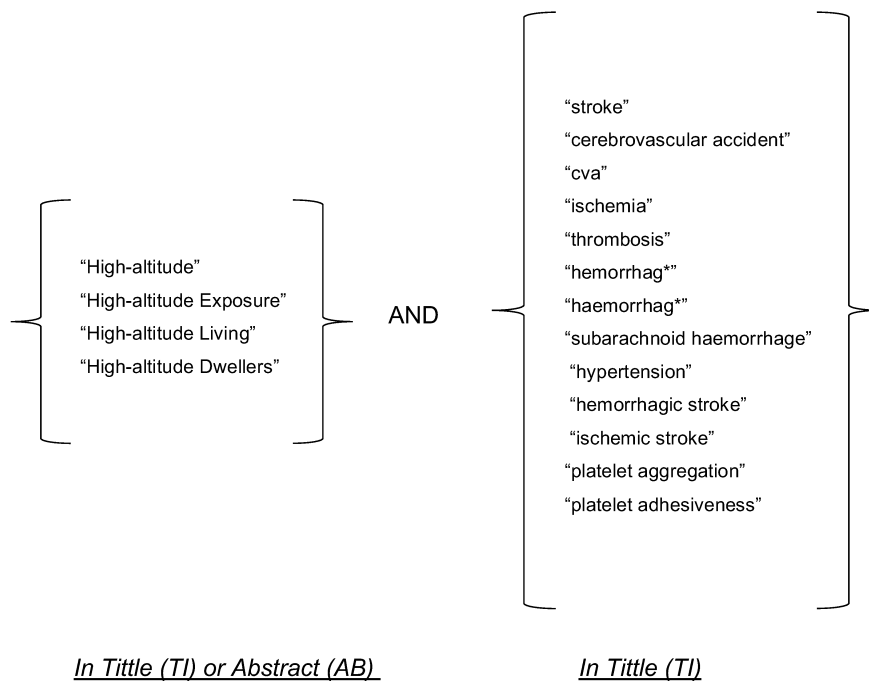 “High-altitude”
“High-altitude Exposure”
“High-altitude Living”
“High-altitude Dwellers”
AND
“stroke”
“cerebrovascular accident”
“cva”
“ischemia”
“thrombosis”
“hemorrhag*”
“haemorrhag*”
“subarachnoid haemorrhage”
“hypertension”
“hemorrhagic stroke”
“ischemic stroke”
“platelet aggregation”
“platelet adhesiveness”
In Tittle (TI) or Abstract (AB)
In Tittle (TI)